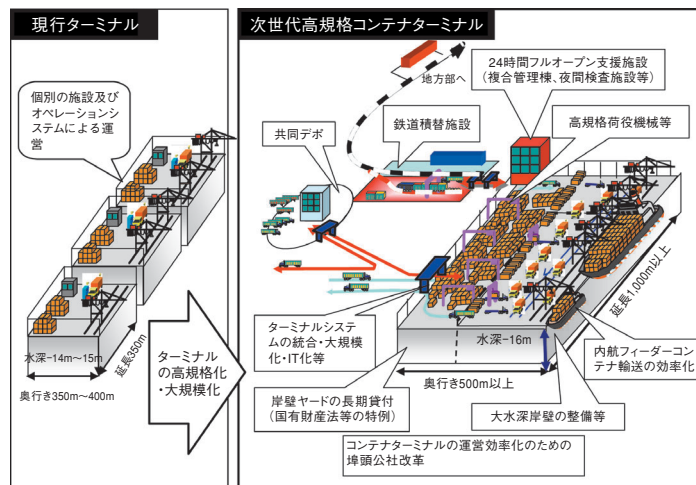 現行ターミナル
個別の施設及び
オペレーションシ
ステムによる運
営
水深-14m~15m
延長350m
奥行き350m~400m
ターミナル
の高規格化
・大規模化
次世代高規格コンテナターミナル
地方部へ
24時間フルオープン支援施設
(複合管理棟、夜間検査施設等)
鉄道積替施設
高規格荷役機械等
共同デポ
延長1,000m以上
水深-16m
ターミナルシステ
ムの統合・大規模
化・IT化等
奥行き500m以上
内航フィーダーコン
テナ輸送の効率化
岸壁ヤードの長期貸付
(国有財産法等の特例)
大水深岸壁の整備等
コンテナターミナルの運営効率化のための
埠頭公社改革